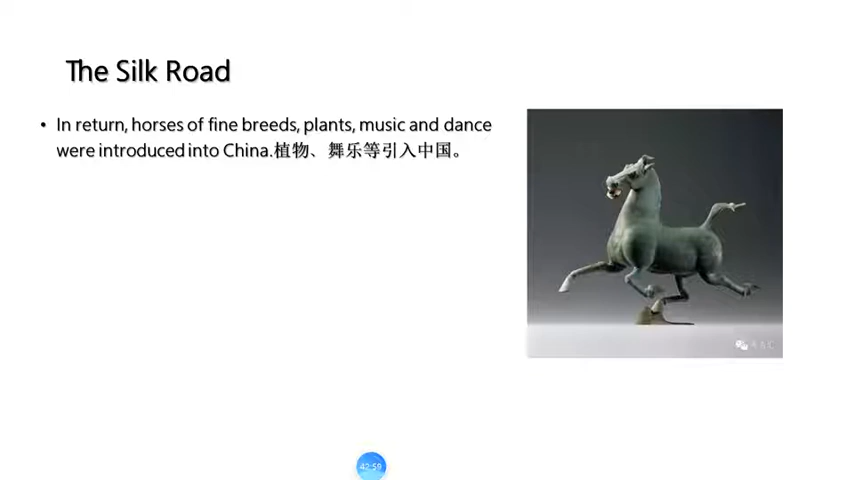 The Silk Road
• In return, horses of fine breeds, plants, music and dance
were introduced into China.植物、舞乐等引入中国。
42:59